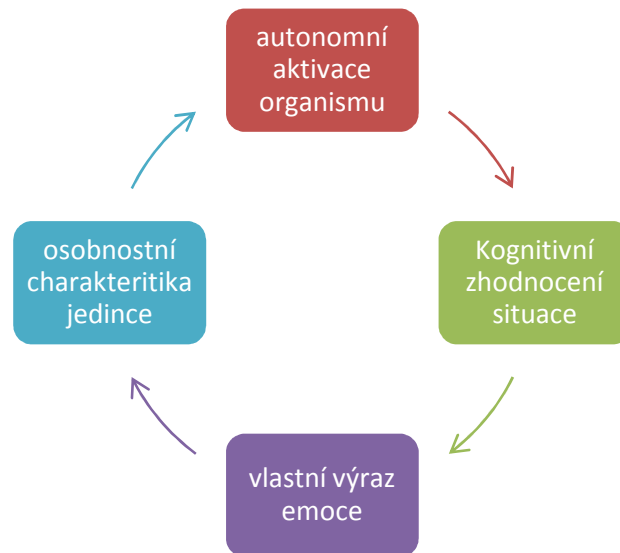 autonomní
aktivace
organismu
Kognitivní
zhodnocení
situace
vlastní výraz
emoce
osobnostní
charakteritika
jedince